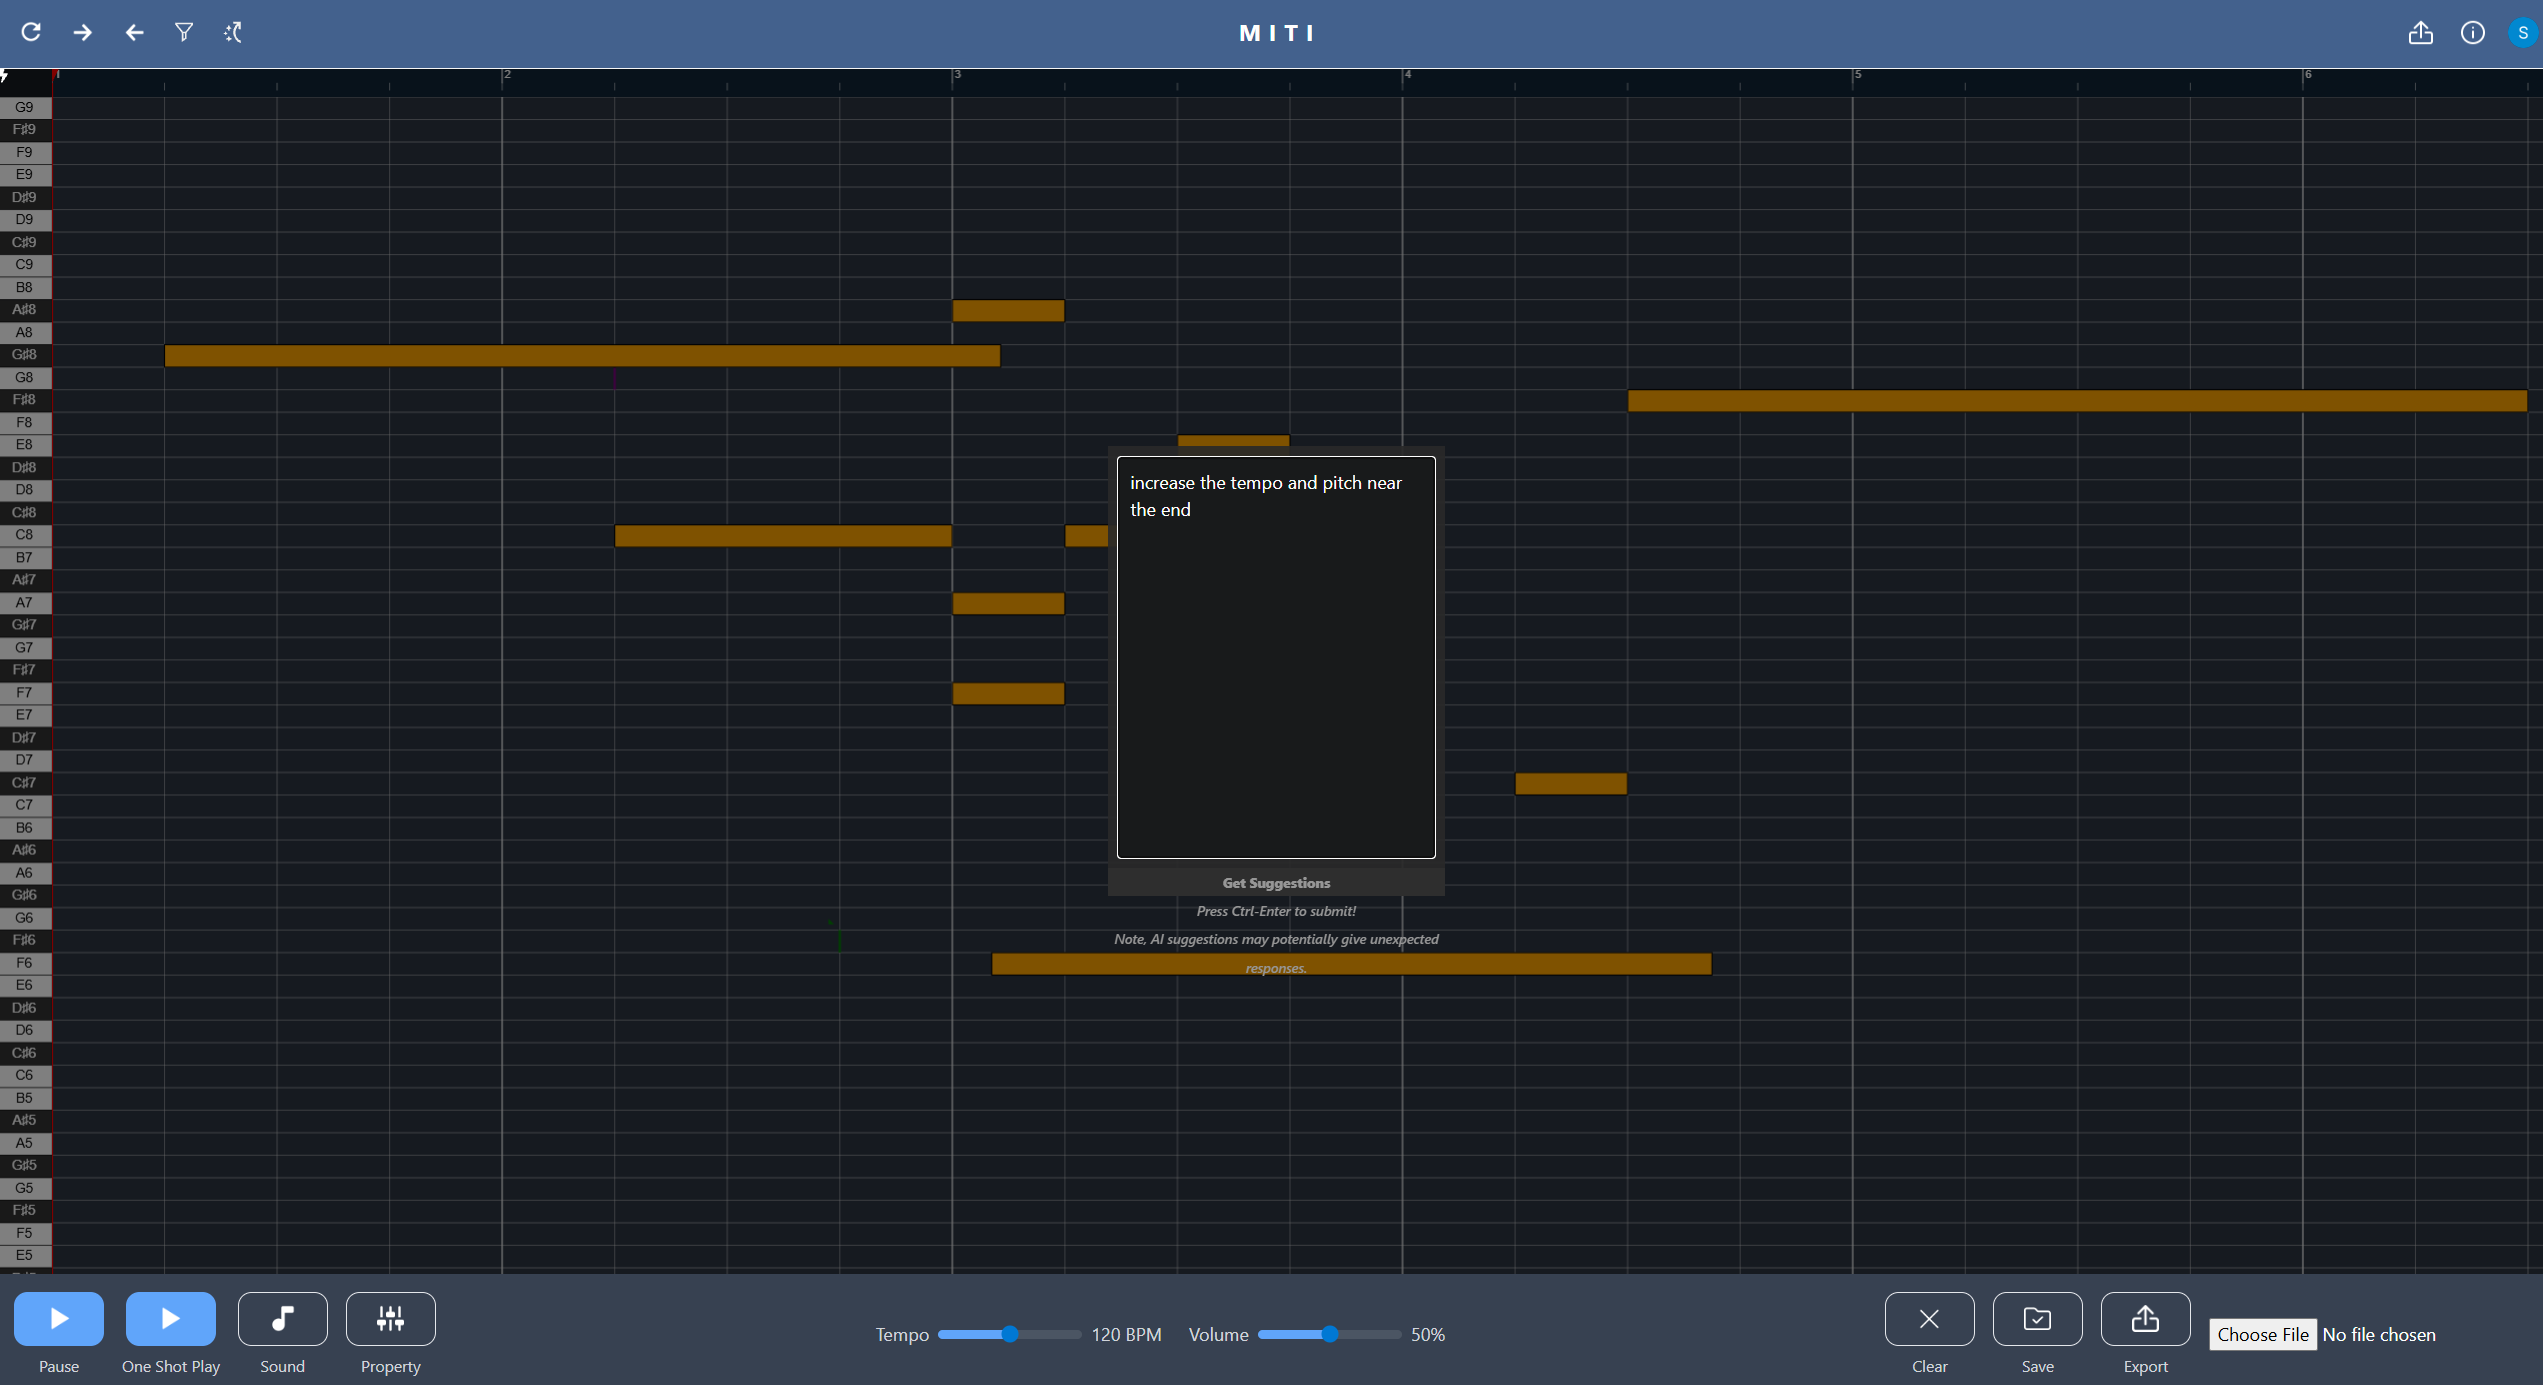 MITI
S
1
2
3
4
5
6
G9
F♯9
F9
E9
D♯9
D9
C♯9
C9
B8
A♯8
A8
G♯8
G8
F♯8
F8
E8
D♯8
D8
C♯8
C8
B7
A♯7
A7
G♯7
G7
F♯7
F7
E7
D♯7
D7
C♯7
C7
B6
A♯6
A6
G♯6
G6
F♯6
F6
E6
D♯6
D6
C♯6
C6
B5
A♯5
A5
G♯5
G5
F♯5
F5
E5
increase the tempo and pitch near
the end
Get Suggestions
Press Ctrl-Enter to submit!
Note, AI suggestions may potentially give unexpected
responses.
Pause
One Shot Play
Sound
Property
Tempo 120 BPM Volume 50%
Clear
Save
Export
Choose File No file chosen